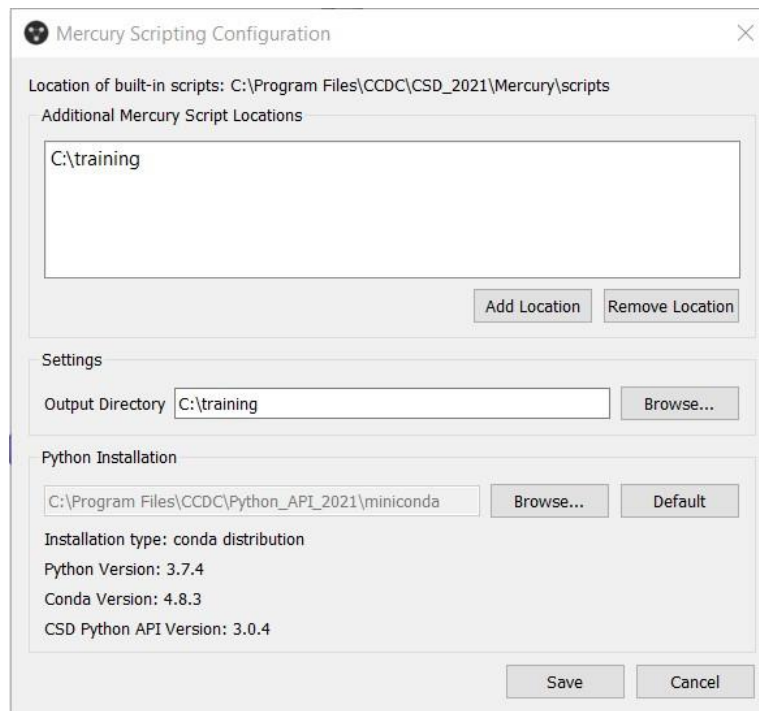 Mercury Scripting Configuration
Location of built-in scripts: C:\Program Files\CCDC\CSD_2021\Mercury\scripts
Additional Mercury Script Locations
C:\training
Add Location Remove Location
Settings
Output Directory C:\training Browse...
Python Installation
C:\Program Files\CCDC\Python_API_2021\miniconda Browse... Default
Installation type: conda distribution
Python Version: 3.7.4
Conda Version: 4.8.3
CSD Python API Version: 3.0.4
Save Cancel